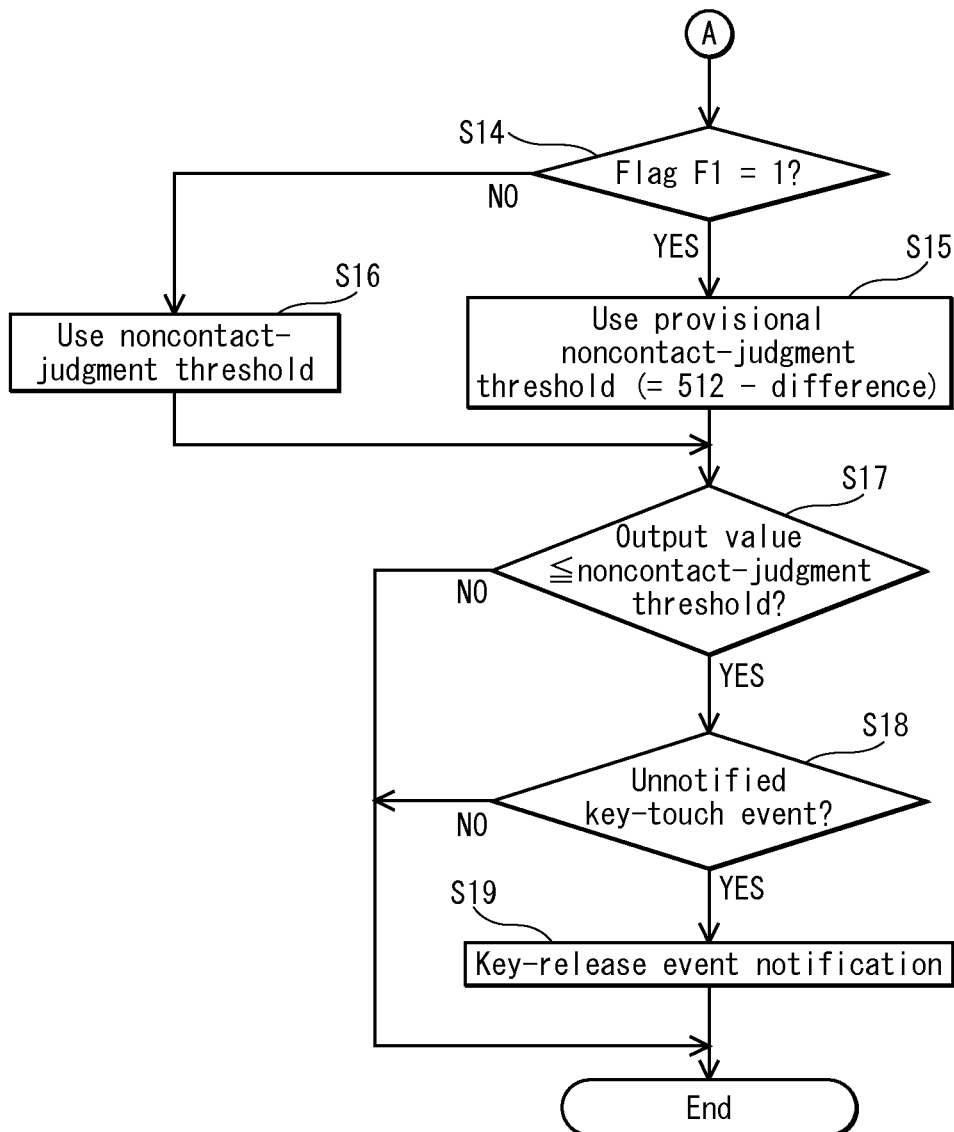 A
S14
Flag F1 = 1?
NO
YES
S15
S16
Use noncontact-
judgment threshold
Use provisional
noncontact-judgment
threshold (= 512 - difference)
S17
Output value
≦noncontact-judgment
threshold?
NO
YES
S18
Unnotified
key-touch event?
NO
YES
S19
Key-release event notification
End